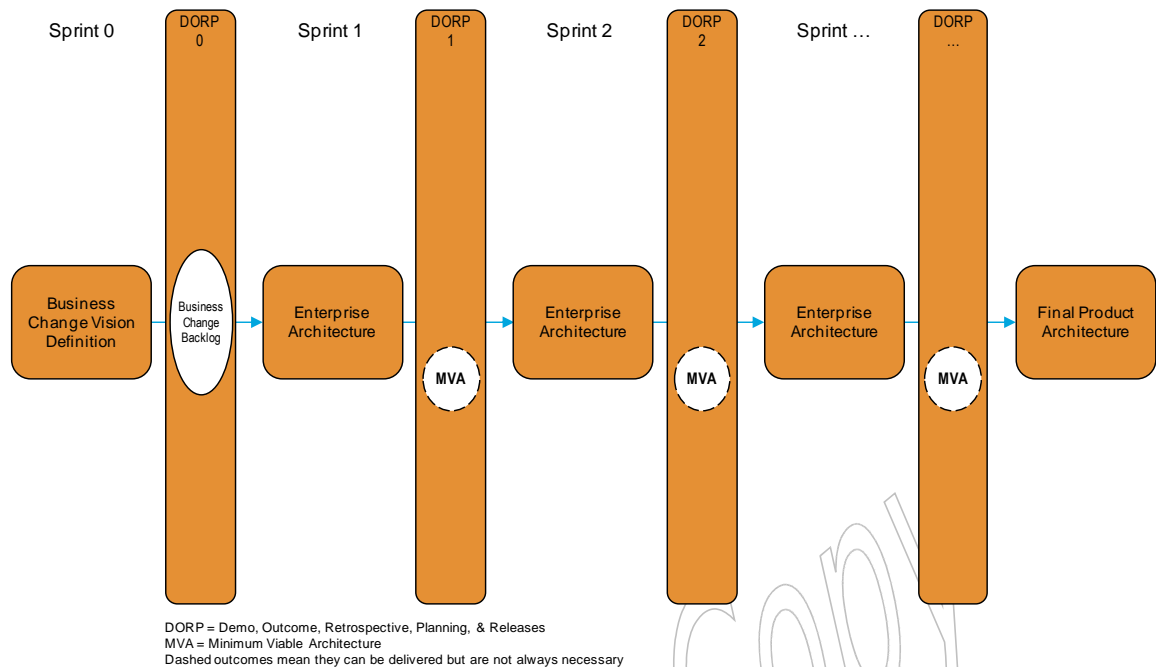 Sprint 0
DORP
0
Sprint 1
DORP
1
Sprint 2
DORP
2
Sprint ...
DORP
...
Business
Change Vision
Definition
Business
Change
Backlog
Enterprise
Architecture
MVA
Enterprise
Architecture
MVA
Enterprise
Architecture
MVA
Final Product
Architecture
DORP = Demo, Outcome, Retrospective, Planning, & Releases
MVA = Minimum Viable Architecture
Dashed outcomes mean they can be delivered but are not always necessary
Copy